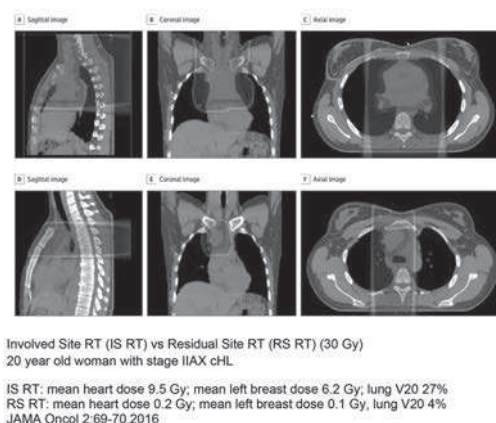 A Sagittal image
B Coronal image
C Axial image
D Sagittal image
E Coronal image
F Axial image
Involved Site RT (IS RT) vs Residual Site RT (RS RT) (30 Gy)
20 year old woman with stage IIAX cHL
IS RT: mean heart dose 9.5 Gy; mean left breast dose 6.2 Gy; lung V20 27%
RS RT: mean heart dose 0.2 Gy; mean left breast dose 0.1 Gy, lung V20 4%
JAMA Oncol 2:69-70.2016